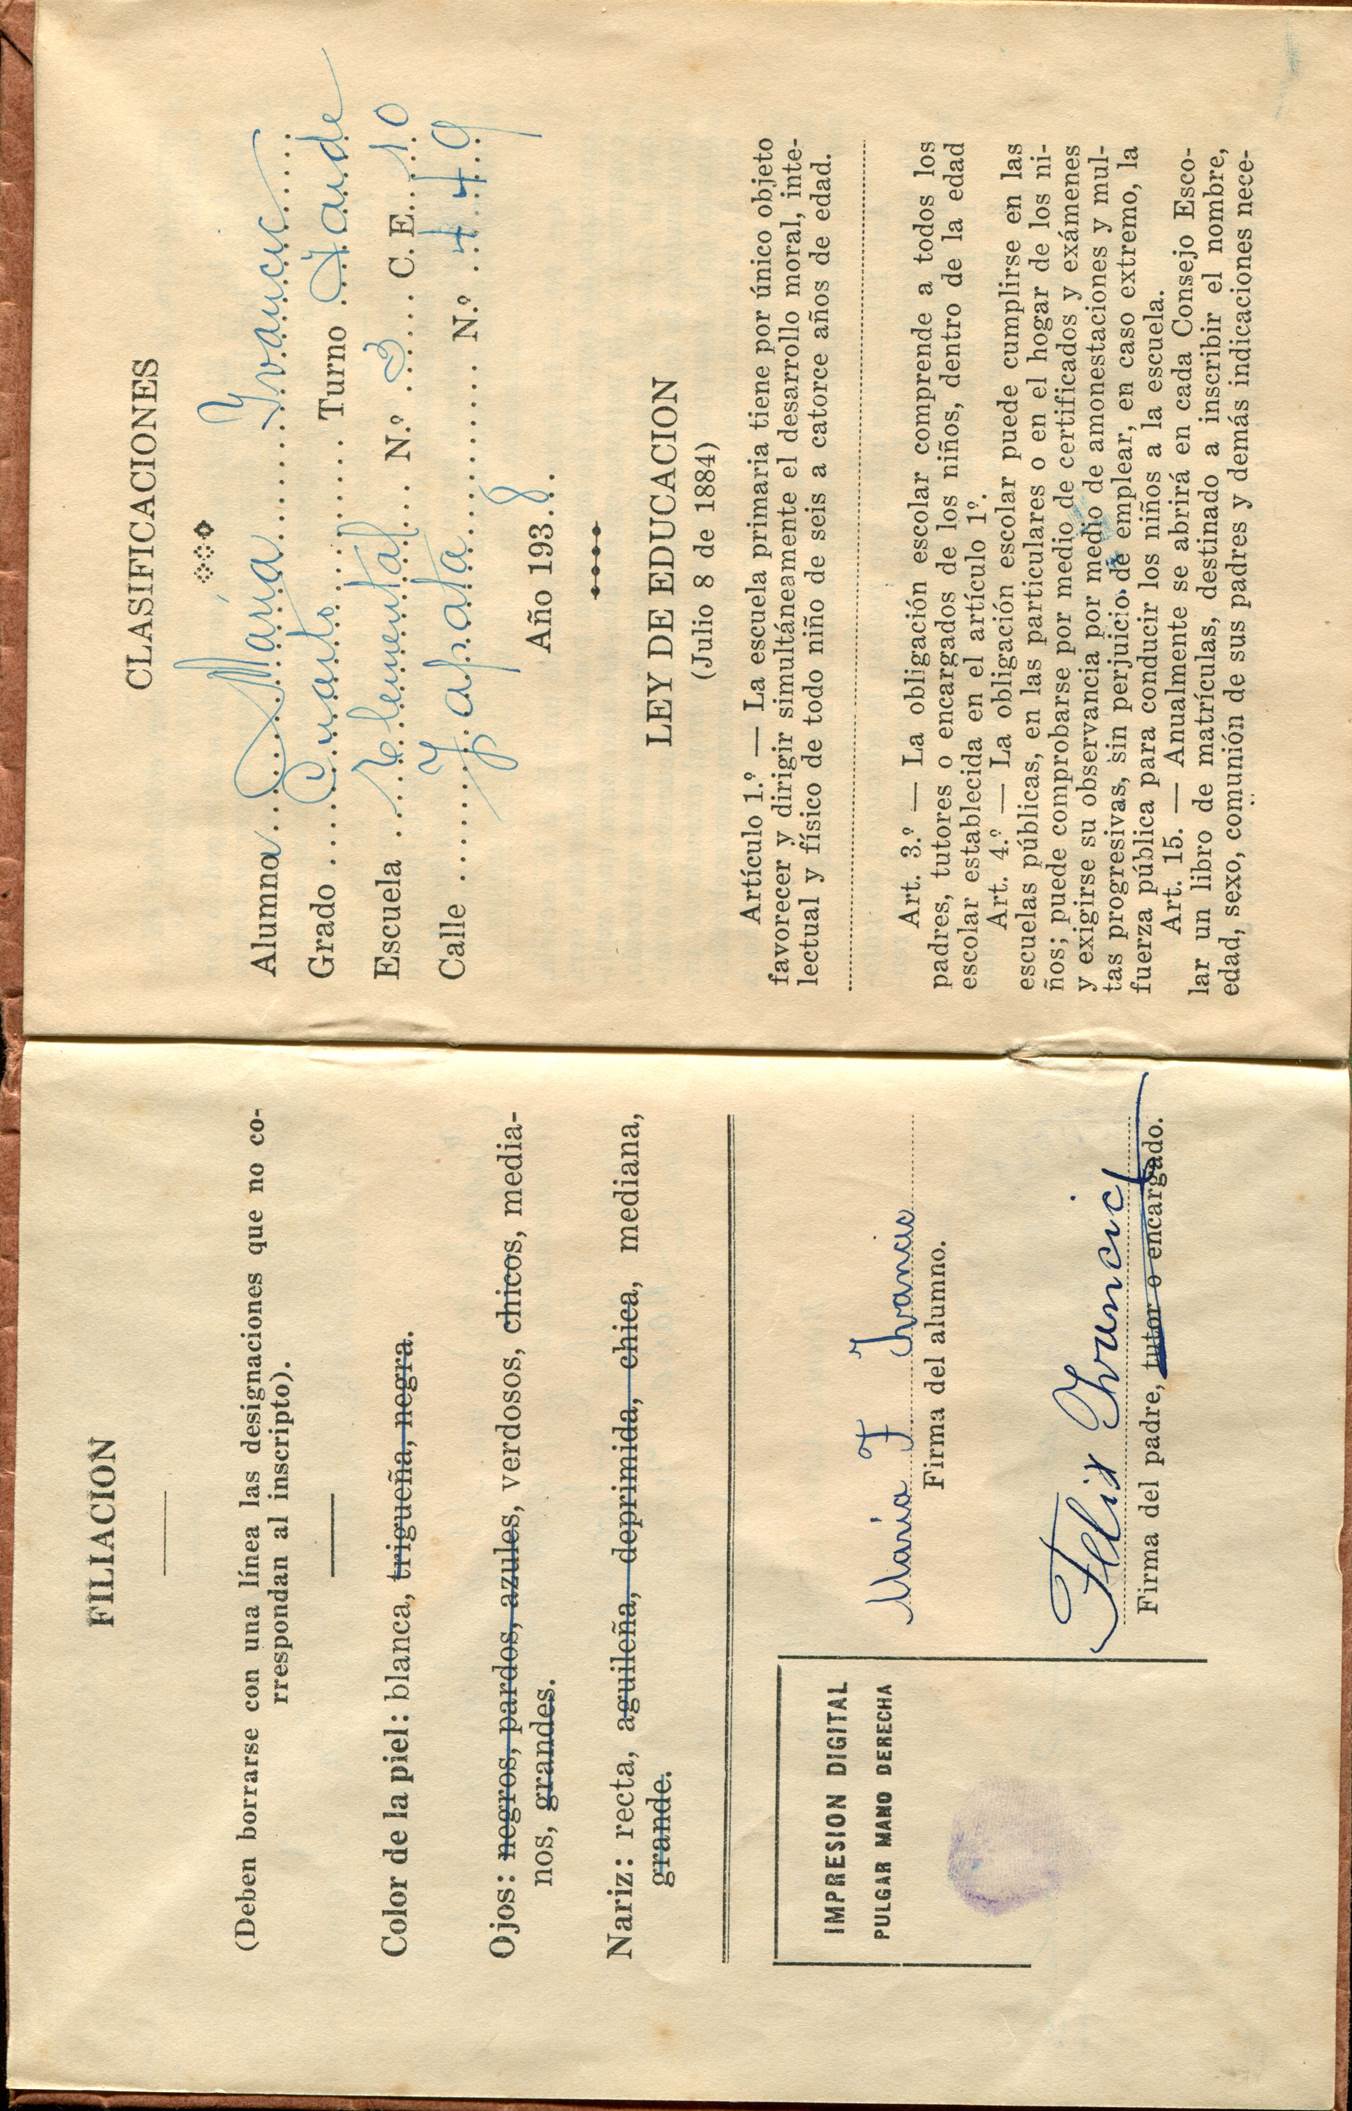 FILIACION
(Deben borrarse con una línea las designaciones que no co-
rrespondan al inscripto).
Color de la piel: blanca, trigueña, negra.
Ojos: negros, pardos, azules, verdosos, chicos, media-
nos, grandes.
Nariz: recta, aguileña, deprimida, chica, mediana,
grande.
IMPRESION DIGITAL
PULGAR MANO DERECHA
Maria F Ivancic
Firma del alumno.
Felix Ivancich
Firma del padre, tutor o encargado.
CLASIFICACIONES
Alumna María Ivancic
Grado Cuarto Turno Tarde
Escuela Elemental N.º 3 C. E. 10
Calle Zapata N.º 449
Año 1938
LEY DE EDUCACION
(Julio 8 de 1884)
Artículo 1.º — La escuela primaria tiene por único objeto
favorecer y dirigir simultáneamente el desarrollo moral, inte-
lectual y físico de todo niño de seis a catorce años de edad.
Art. 3.º — La obligación escolar comprende a todos los
padres, tutores o encargados de los niños, dentro de la edad
escolar establecida en el artículo 1º.
Art. 4.º — La obligación escolar puede cumplirse en las
escuelas públicas, en las particulares o en el hogar de los ni-
ños; puede comprobarse por medio de certificados y exámenes
y exigirse su observancia por medio de amonestaciones y mul-
tas progresivas, sin perjuicio de emplear, en caso extremo, la
fuerza pública para conducir los niños a la escuela.
Art. 15. — Anualmente se abrirá en cada Consejo Esco-
lar un libro de matrículas, destinado a inscribir el nombre,
edad, sexo, comunión de sus padres y demás indicaciones nece-